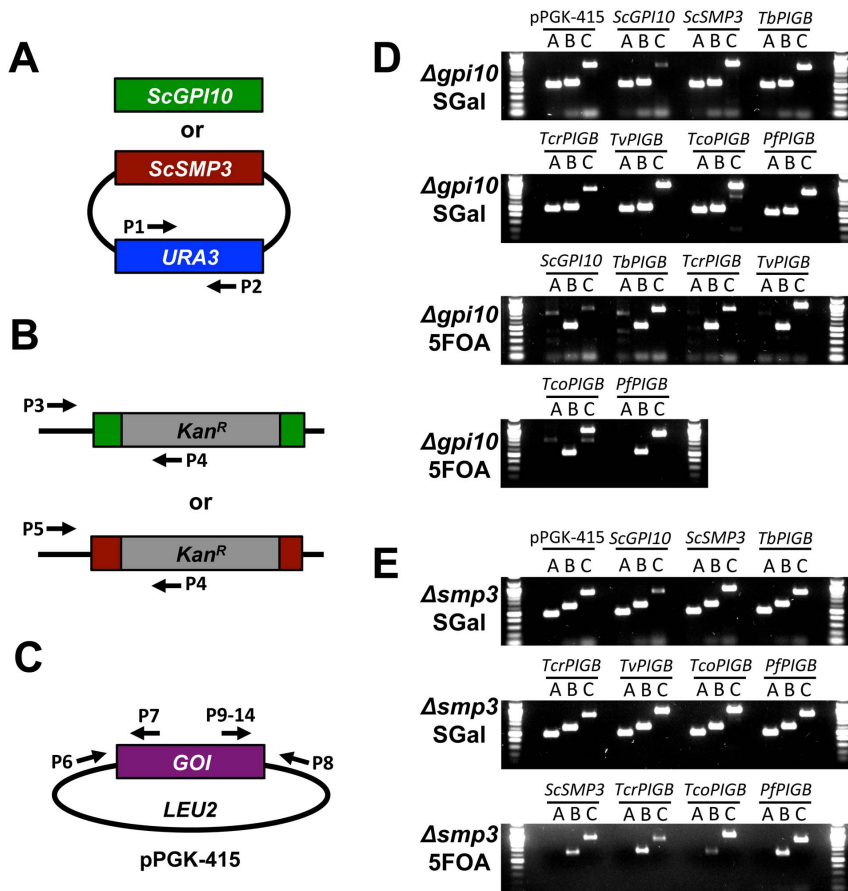 A
ScGPI10
or
ScSMP3
P1
URA3
P2
B
P3
Kan^R
P4
or
P5
Kan^R
P4
C
P7
P9-14
P6
GOI
P8
LEU2
pPGK-415
D
pPGK-415 ScGPI10 ScSMP3 TbPIGB
A B C A B C A B C A B C
Δgpi10
SGal
TcrPIGB TvPIGB TcoPIGB PfPIGB
A B C A B C A B C A B C
Δgpi10
SGal
ScGPI10 TbPIGB TcrPIGB TvPIGB
A B C A B C A B C A B C
Δgpi10
5FOA
TcoPIGB PfPIGB
A B C A B C
Δgpi10
5FOA
E
pPGK-415 ScGPI10 ScSMP3 TbPIGB
A B C A B C A B C A B C
Δsmp3
SGal
TcrPIGB TvPIGB TcoPIGB PfPIGB
A B C A B C A B C A B C
Δsmp3
SGal
ScSMP3 TcrPIGB TcoPIGB PfPIGB
A B C A B C A B C A B C
Δsmp3
5FOA